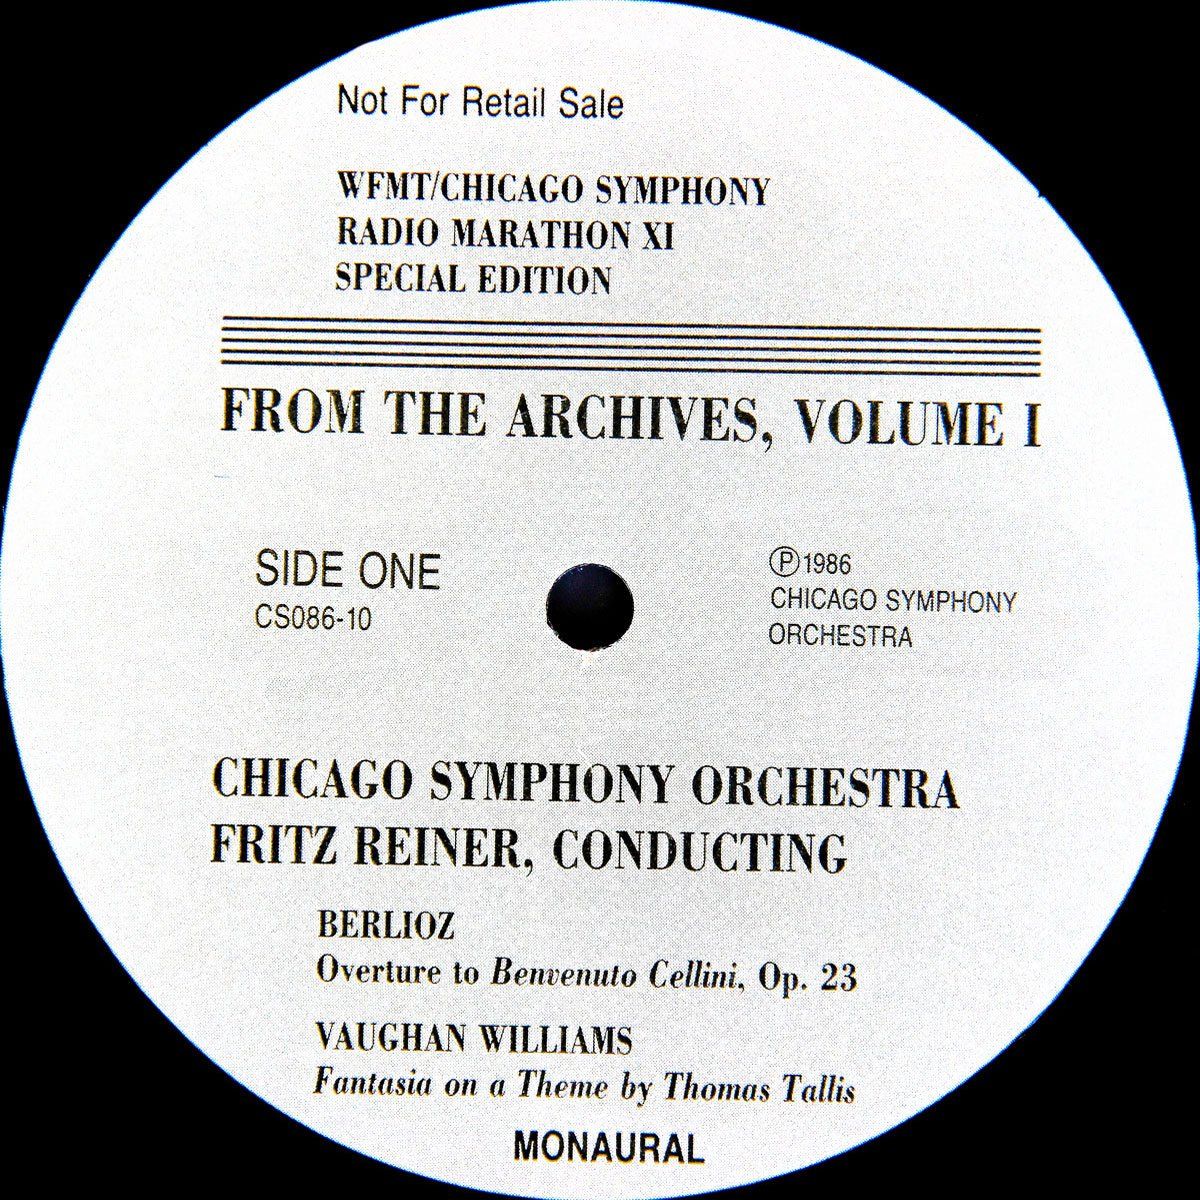 Not For Retail Sale
WFMT/CHICAGO SYMPHONY
RADIO MARATHON XI
SPECIAL EDITION
FROM THE ARCHIVES, VOLUME I
SIDE ONE
CS086-10
Ⓟ1986
CHICAGO SYMPHONY
ORCHESTRA
CHICAGO SYMPHONY ORCHESTRA
FRITZ REINER, CONDUCTING
BERLIOZ
Overture to Benvenuto Cellini, Op. 23
VAUGHAN WILLIAMS
Fantasia on a Theme by Thomas Tallis
MONAURAL